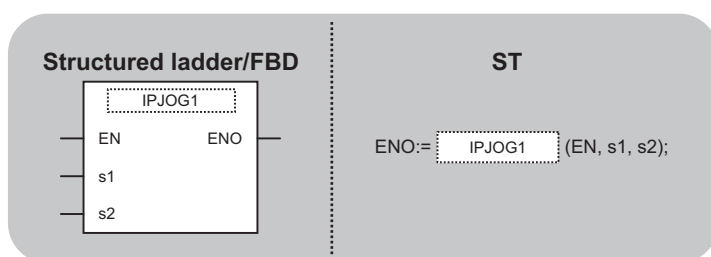 Structured ladder/FBD
IPJOG1
EN ENO
s1
s2
ST
ENO:= IPJOG1 (EN, s1, s2);